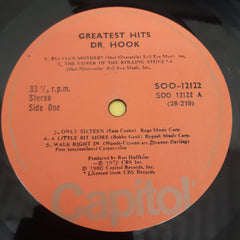 GREATEST HITS
DR. HOOK
33 ⅓ r.p.m.
Stereo
Side One
SOO-12122
SOO 12122 A
(28-219)
1. SYLVIA'S MOTHER* (Shel Silverstein) Evil Eye Music Inc.
2. THE COVER OF THE ROLLING STONE*
(Shel Silverstein) Evil Eye Music, Inc.
3. ONLY SIXTEEN (Sam Cooke) Kags Music Corp.
4. A LITTLE BIT MORE (Bobby Gosh) Bygosh Music Corp.
5. WALK RIGHT IN (Woods-Cannon arr. Svanoe-Darling)
Peer International Corporation
Produced by Ron Haffkine
℗ 1972 CBS Inc.
℗ 1980 Capitol Records, Inc.
*Licensed from CBS Records
Capitol